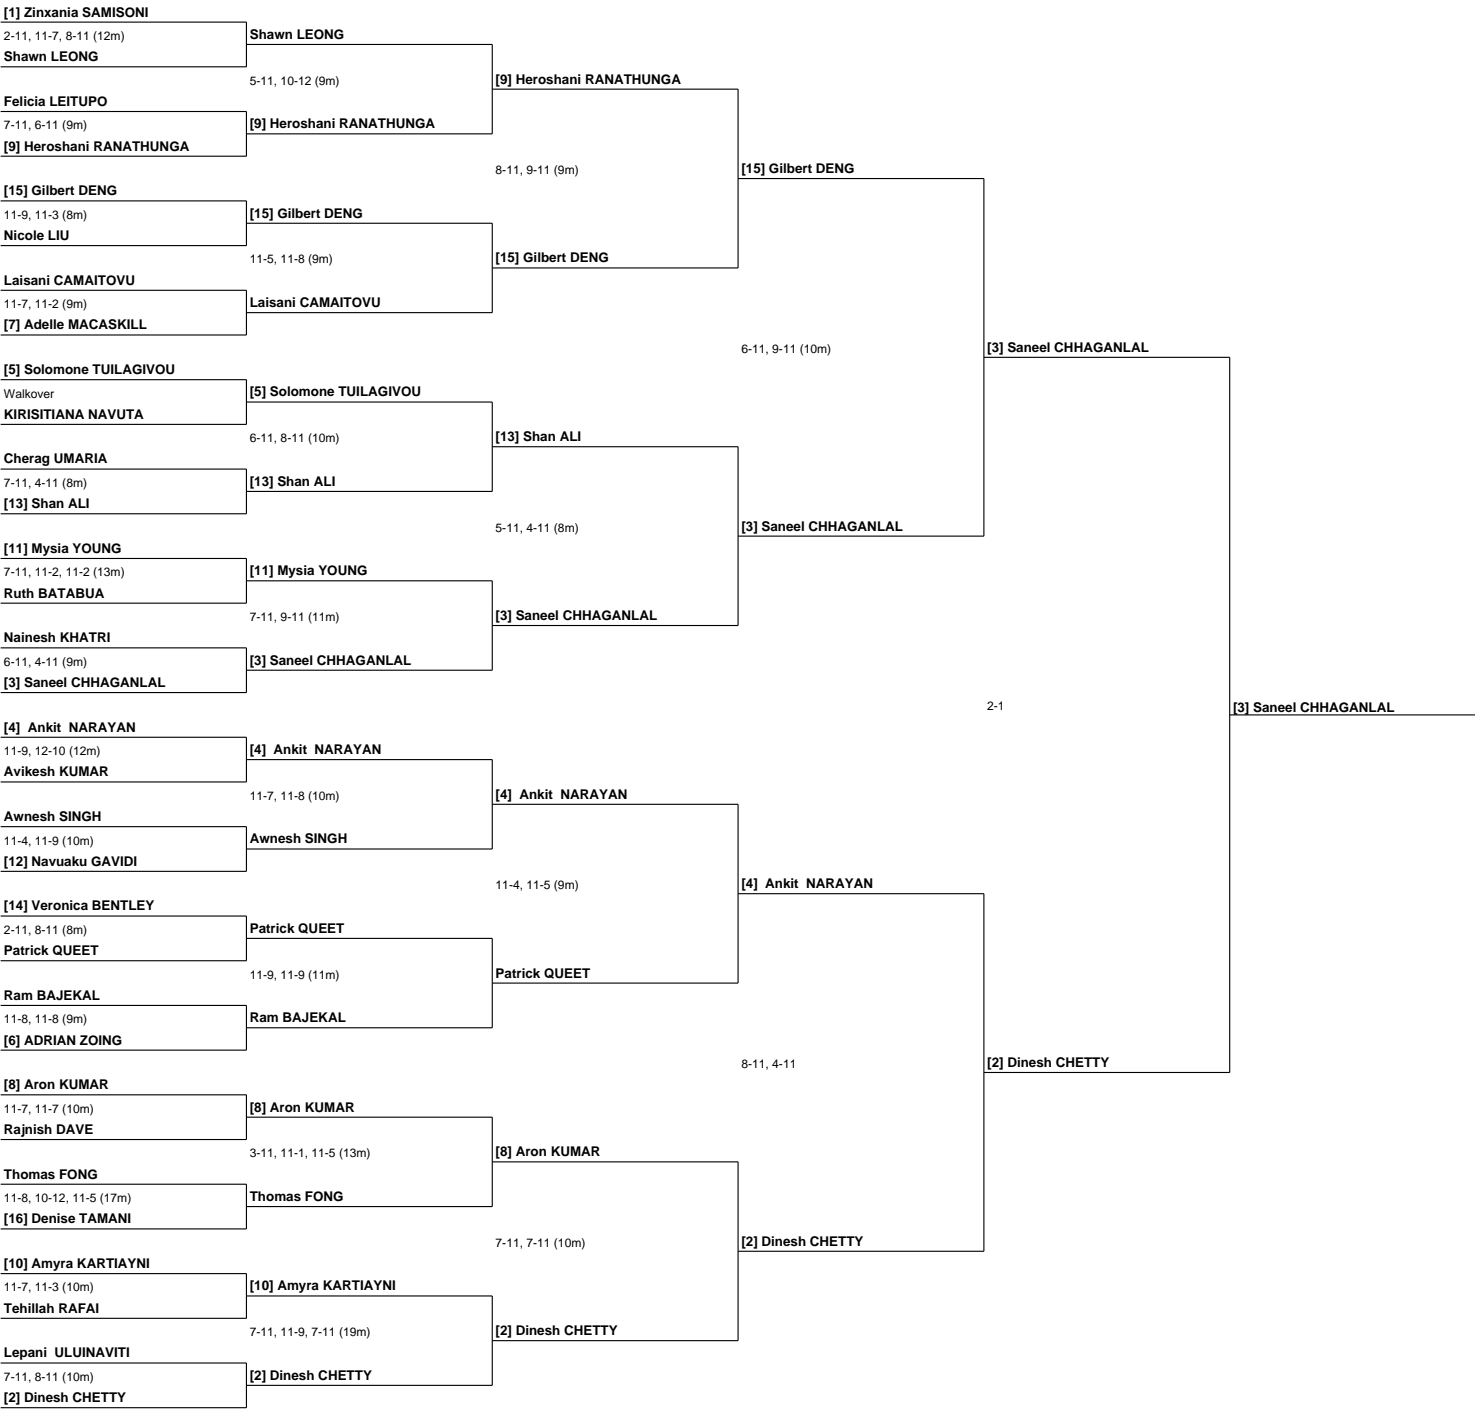 [1] Zinxania SAMISONI
2-11, 11-7, 8-11 (12m)
Shawn LEONG
Shawn LEONG
5-11, 10-12 (9m)
[9] Heroshani RANATHUNGA
Felicia LEITUPO
7-11, 6-11 (9m)
[9] Heroshani RANATHUNGA
[9] Heroshani RANATHUNGA
8-11, 9-11 (9m)
[15] Gilbert DENG
[15] Gilbert DENG
11-9, 11-3 (8m)
Nicole LIU
[15] Gilbert DENG
11-5, 11-8 (9m)
[15] Gilbert DENG
Laisani CAMAITOVU
11-7, 11-2 (9m)
[7] Adelle MACASKILL
Laisani CAMAITOVU
6-11, 9-11 (10m)
[3] Saneel CHHAGANLAL
[5] Solomone TUILAGIVOU
Walkover
KIRISITIANA NAVUTA
[5] Solomone TUILAGIVOU
6-11, 8-11 (10m)
[13] Shan ALI
Cherag UMARIA
7-11, 4-11 (8m)
[13] Shan ALI
[13] Shan ALI
5-11, 4-11 (8m)
[3] Saneel CHHAGANLAL
[11] Mysia YOUNG
7-11, 11-2, 11-2 (13m)
Ruth BATABUA
[11] Mysia YOUNG
7-11, 9-11 (11m)
[3] Saneel CHHAGANLAL
Nainesh KHATRI
6-11, 4-11 (9m)
[3] Saneel CHHAGANLAL
[3] Saneel CHHAGANLAL
2-1
[3] Saneel CHHAGANLAL
[4] Ankit NARAYAN
11-9, 12-10 (12m)
Avikesh KUMAR
[4] Ankit NARAYAN
11-7, 11-8 (10m)
[4] Ankit NARAYAN
Awnesh SINGH
11-4, 11-9 (10m)
[12] Navuaku GAVIDI
Awnesh SINGH
11-4, 11-5 (9m)
[4] Ankit NARAYAN
[14] Veronica BENTLEY
2-11, 8-11 (8m)
Patrick QUEET
Patrick QUEET
11-9, 11-9 (11m)
Patrick QUEET
Ram BAJEKAL
11-8, 11-8 (9m)
[6] ADRIAN ZOING
Ram BAJEKAL
8-11, 4-11
[2] Dinesh CHETTY
[8] Aron KUMAR
11-7, 11-7 (10m)
Rajnish DAVE
[8] Aron KUMAR
3-11, 11-1, 11-5 (13m)
[8] Aron KUMAR
Thomas FONG
11-8, 10-12, 11-5 (17m)
[16] Denise TAMANI
Thomas FONG
7-11, 7-11 (10m)
[2] Dinesh CHETTY
[10] Amyra KARTIAYNI
11-7, 11-3 (10m)
Tehillah RAFAI
[10] Amyra KARTIAYNI
7-11, 11-9, 7-11 (19m)
[2] Dinesh CHETTY
Lepani ULUINAVITI
7-11, 8-11 (10m)
[2] Dinesh CHETTY
[2] Dinesh CHETTY